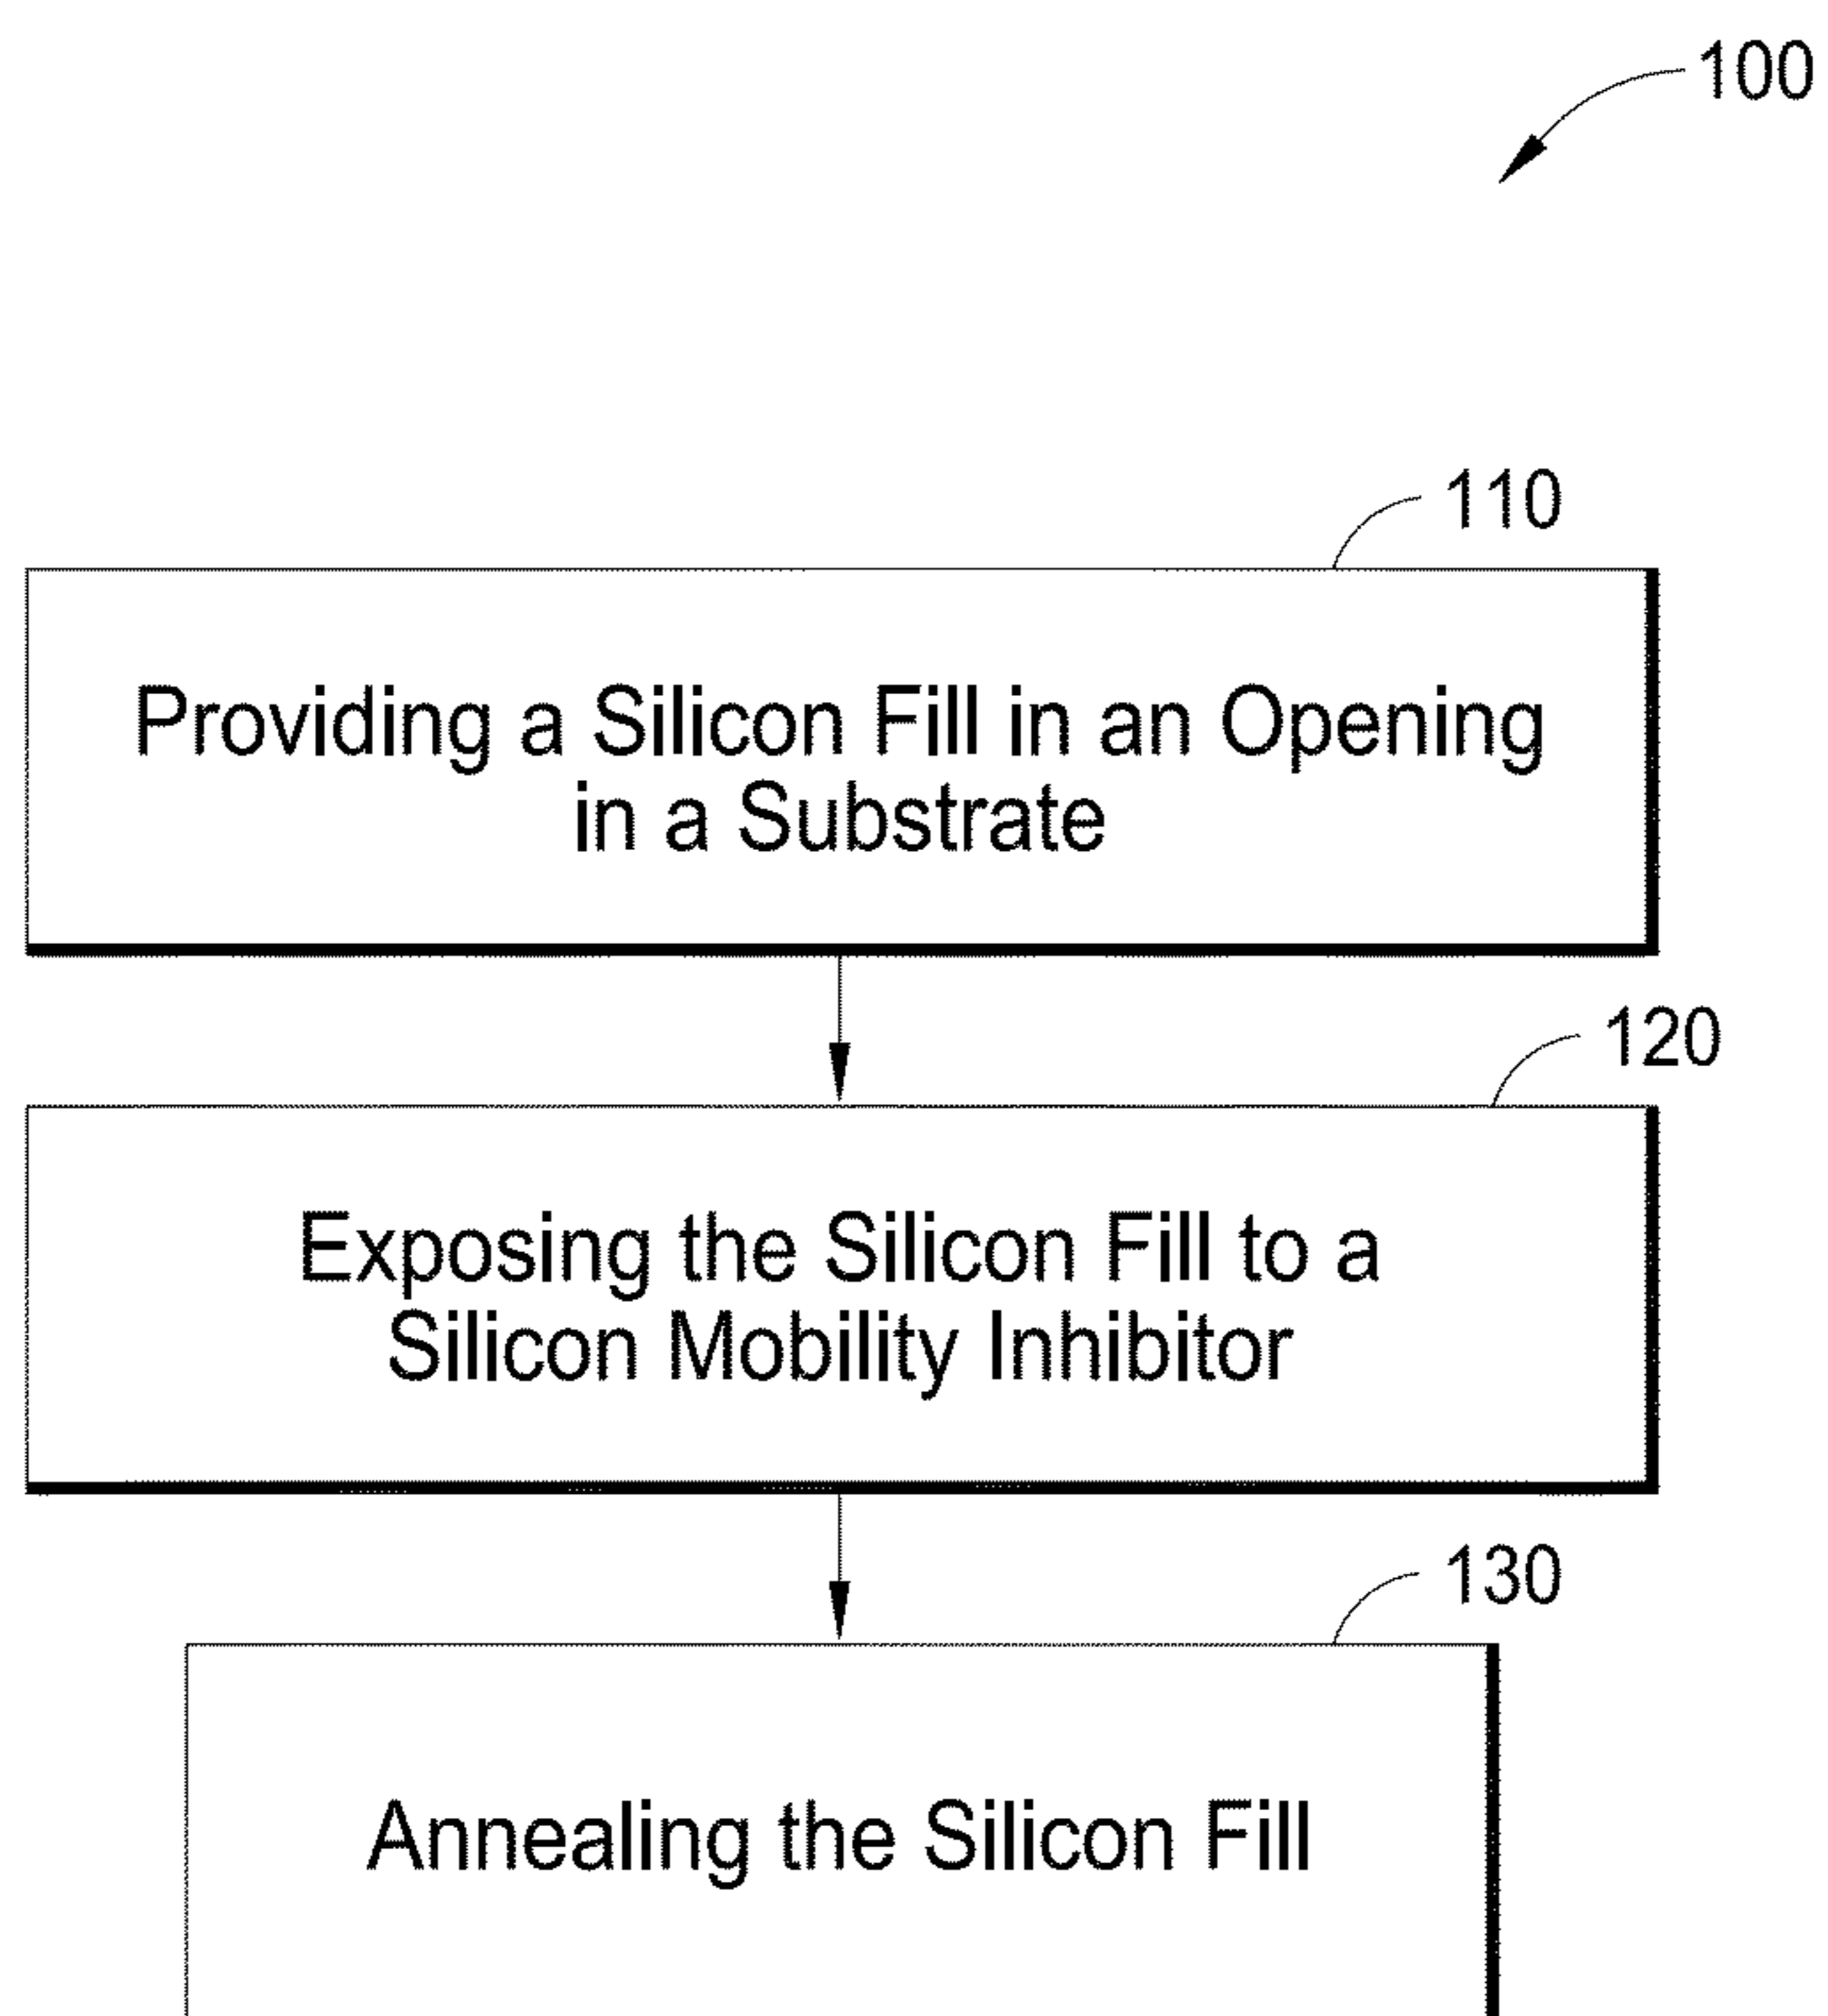 100
110
Providing a Silicon Fill in an Opening
in a Substrate
120
Exposing the Silicon Fill to a
Silicon Mobility Inhibitor
130
Annealing the Silicon Fill